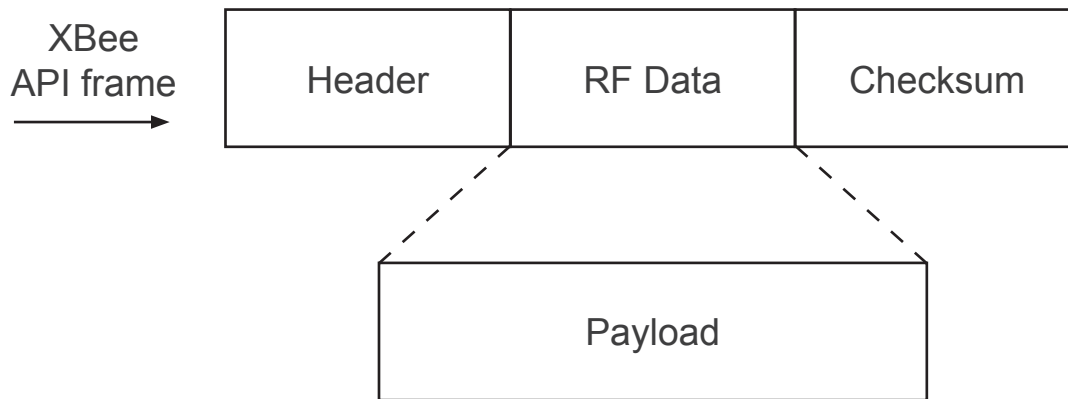 XBee
API frame
Header
RF Data
Checksum
Payload